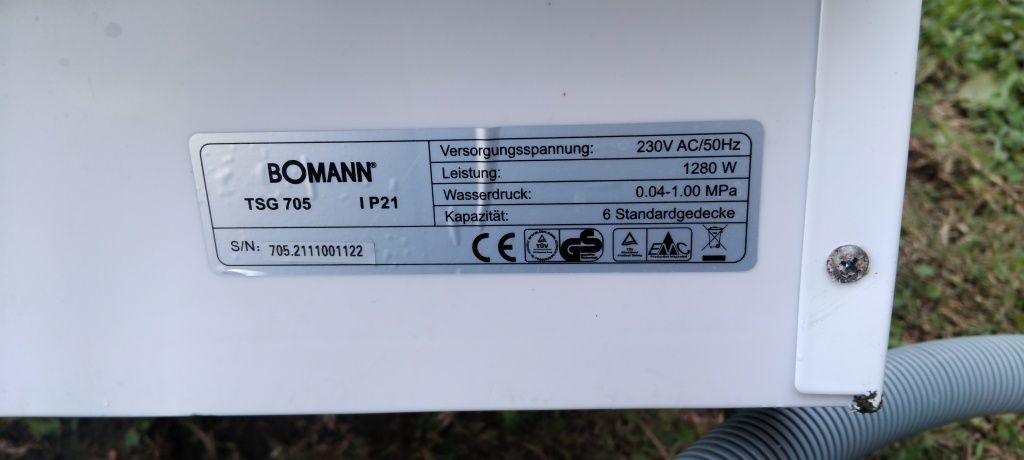 BOMANN®
TSG 705 I P21
S/N: 705.2111001122
Versorgungsspannung: 230V AC/50Hz
Leistung: 1280 W
Wasserdruck: 0.04-1.00 MPa
Kapazität: 6 Standardgedecke
CE TÜV GS EMC